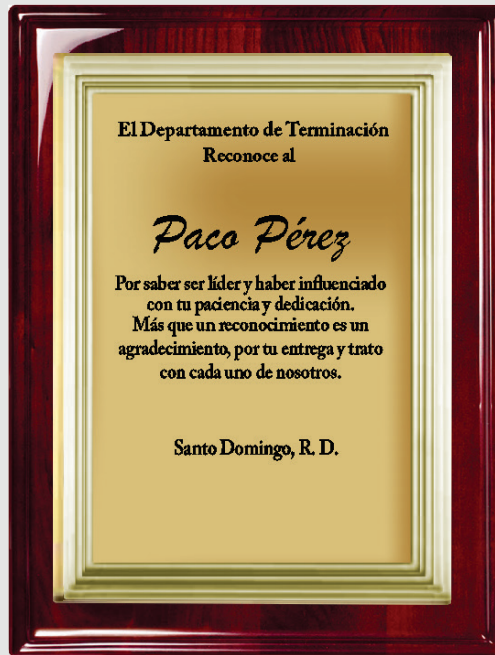 El Departamento de Terminación
Reconoce al
Paco Pérez
Por saber ser líder y haber influenciado
con tu paciencia y dedicación.
Más que un reconocimiento es un
agradecimiento, por tu entrega y trato
con cada uno de nosotros.
Santo Domingo, R. D.